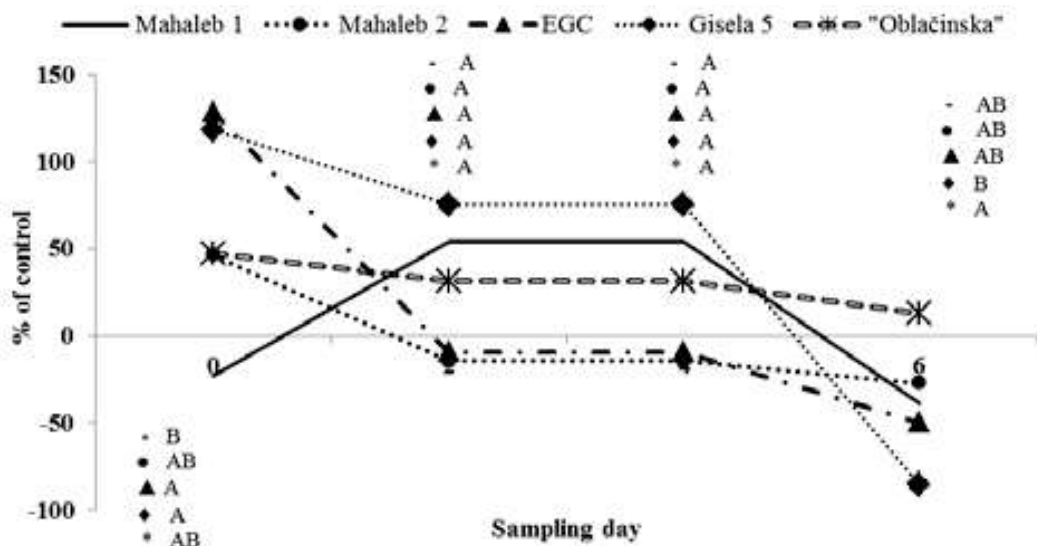 Mahaleb 1 Mahaleb 2 EGC Gisela 5 "Oblačinska"
% of control
150
100
50
0
-50
-100
A
A
A
A
A
A
A
A
A
A
AB
AB
AB
B
A
0
6
B
AB
A
A
AB
Sampling day